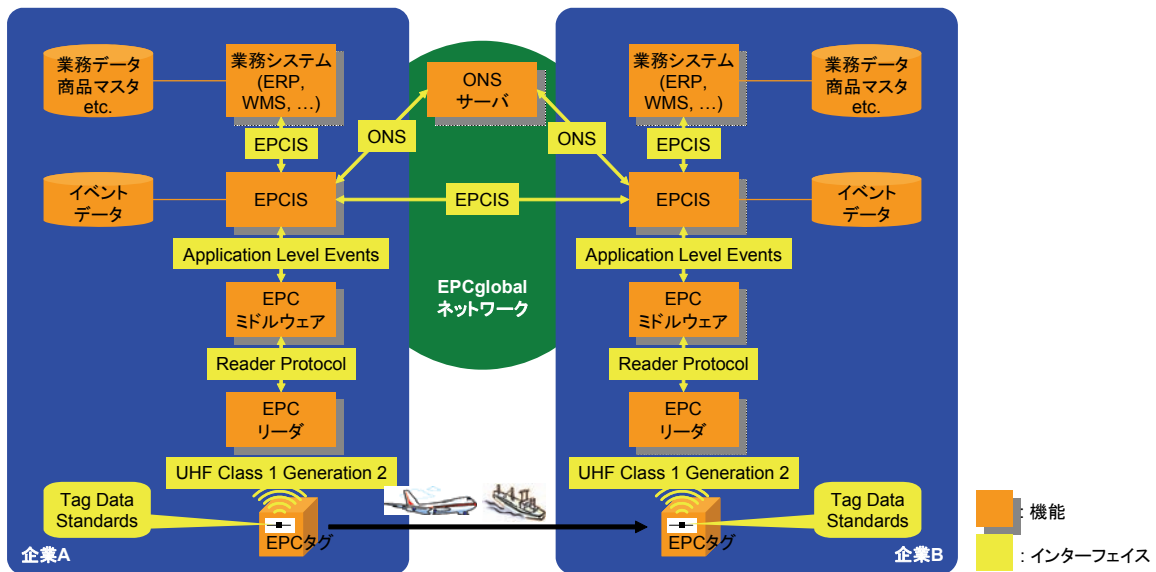 業務データ
商品マスタ
etc.
業務システム
(ERP,
WMS, …)
EPCIS
イベント
データ
EPCIS
Application Level Events
EPC
ミドルウェア
Reader Protocol
EPC
リーダ
UHF Class 1 Generation 2
Tag Data
Standards
EPCタグ
企業A
ONS
サーバ
ONS
ONS
EPCIS
EPCglobal
ネットワーク
業務システム
(ERP,
WMS, …)
業務データ
商品マスタ
etc.
EPCIS
EPCIS
イベント
データ
Application Level Events
EPC
ミドルウェア
Reader Protocol
EPC
リーダ
UHF Class 1 Generation 2
Tag Data
Standards
EPCタグ
企業B
: 機能
: インターフェイス